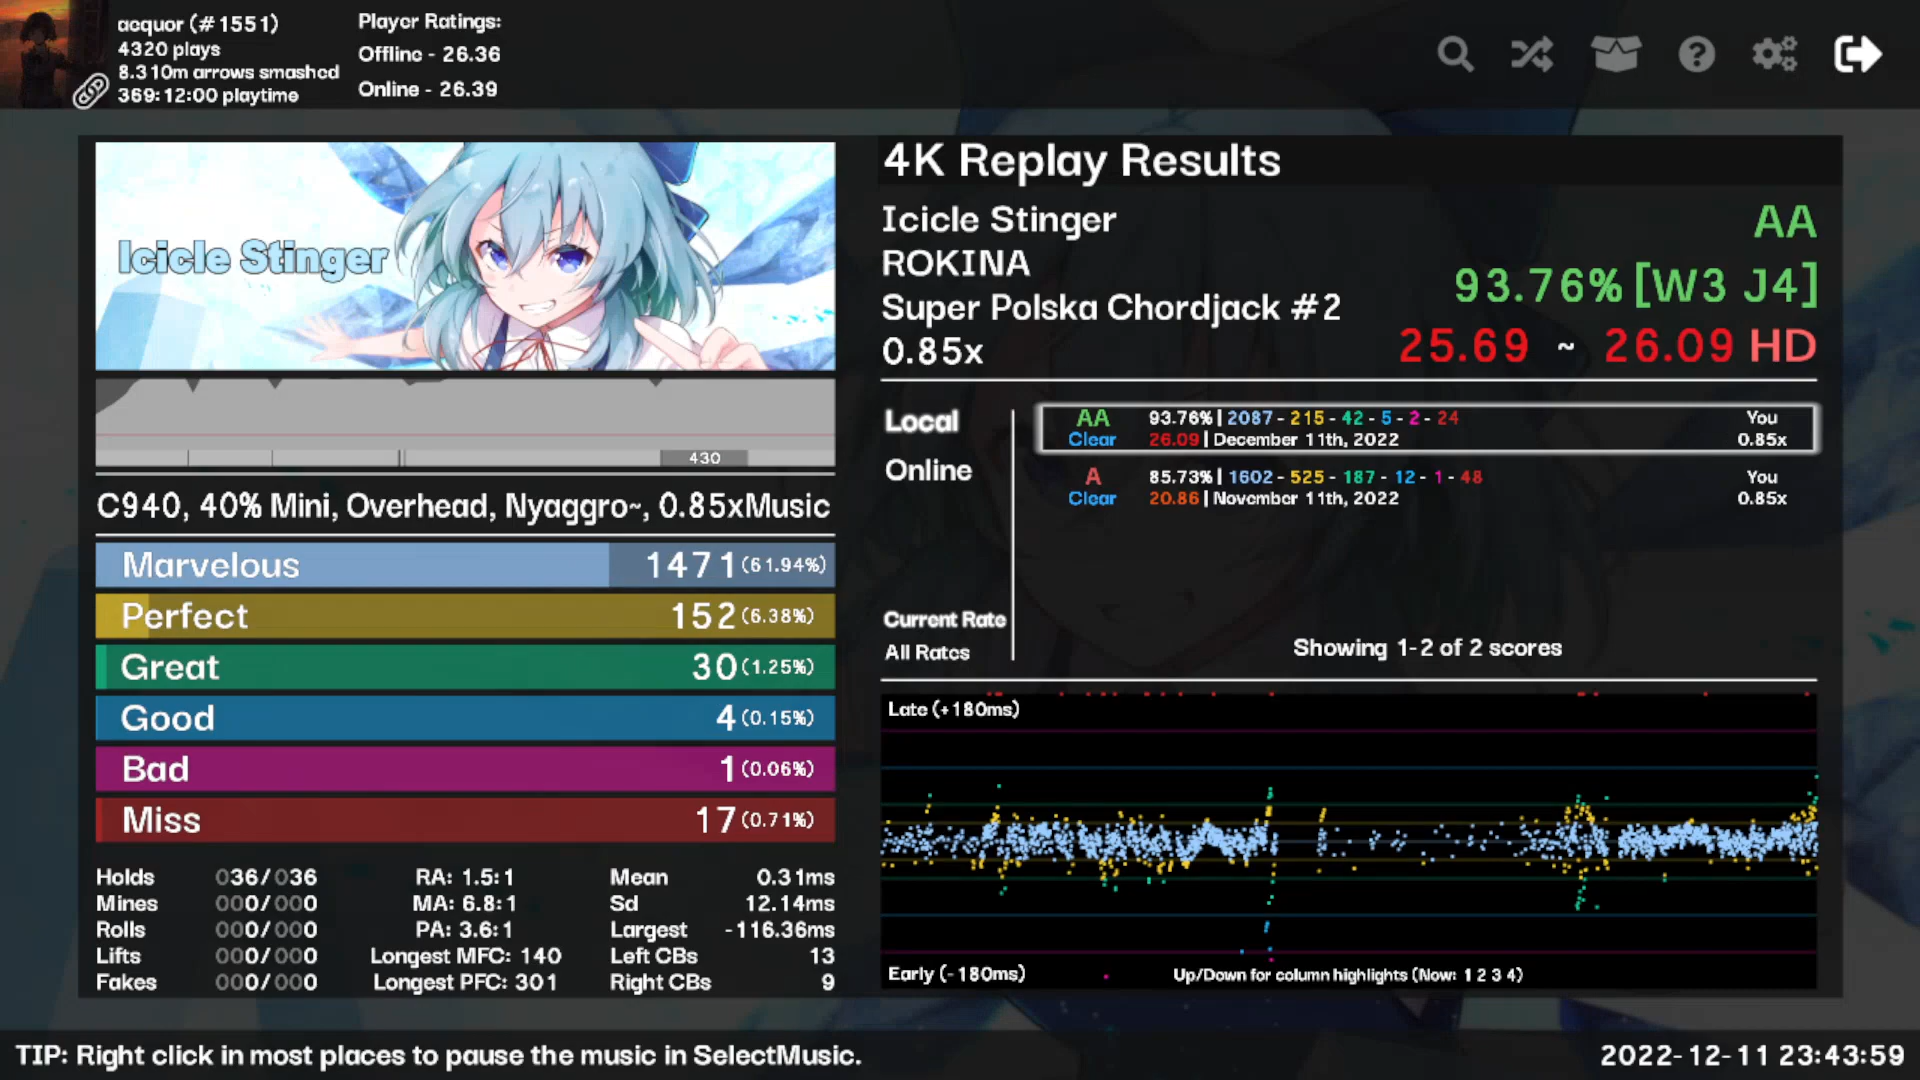 acquor (#1551)
4320 plays
8.310m arrows smashed
369:12:00 playtime
Player Ratings:
Offline - 26.36
Online - 26.39
Icicle Stinger
430
C940, 40% Mini, Overhead, Nyaggro~, 0.85xMusic
Marvelous 1471 (61.94%)
Perfect 152 (6.38%)
Great 30 (1.25%)
Good 4 (0.15%)
Bad 1 (0.06%)
Miss 17 (0.71%)
Holds 036/036 RA: 1.5:1 Mean 0.31ms
Mines 000/000 MA: 6.8:1 Sd 12.14ms
Rolls 000/000 PA: 3.6:1 Largest -116.36ms
Lifts 000/000 Longest MFC: 140 Left CBs 13
Fakes 000/000 Longest PFC: 301 Right CBs 9
4K Replay Results
Icicle Stinger
AA
ROKINA
93.76% [W3 J4]
Super Polska Chordjack #2
0.85x
25.69 ~ 26.09 HD
Local
Online
Current Rate
All Rates
AA 93.76% | 2087 - 215 - 42 - 5 - 2 - 24 You
Clear 26.09 | December 11th, 2022 0.85x
A 85.73% | 1602 - 525 - 187 - 12 - 1 - 48 You
Clear 20.86 | November 11th, 2022 0.85x
Showing 1-2 of 2 scores
Late (+180ms)
Early (-180ms) Up/Down for column highlights (Now: 1 2 3 4)
TIP: Right click in most places to pause the music in SelectMusic.
2022-12-11 23:43:59